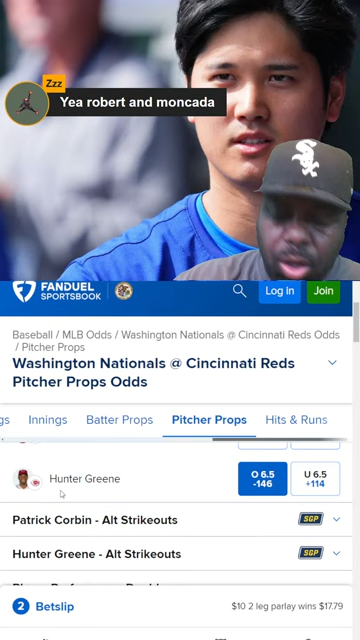 Zzz
Yea robert and moncada
FANDUEL
SPORTSBOOK
Log In
Join
Baseball / MLB Odds / Washington Nationals @ Cincinnati Reds Odds
/ Pitcher Props
Washington Nationals @ Cincinnati Reds
Pitcher Props Odds
gs
Innings
Batter Props
Pitcher Props
Hits & Runs
Hunter Greene
O 6.5
-146
U 6.5
+114
Patrick Corbin - Alt Strikeouts
SGP
Hunter Greene - Alt Strikeouts
SGP
2
Betslip
$10 2 leg parlay wins $17.79